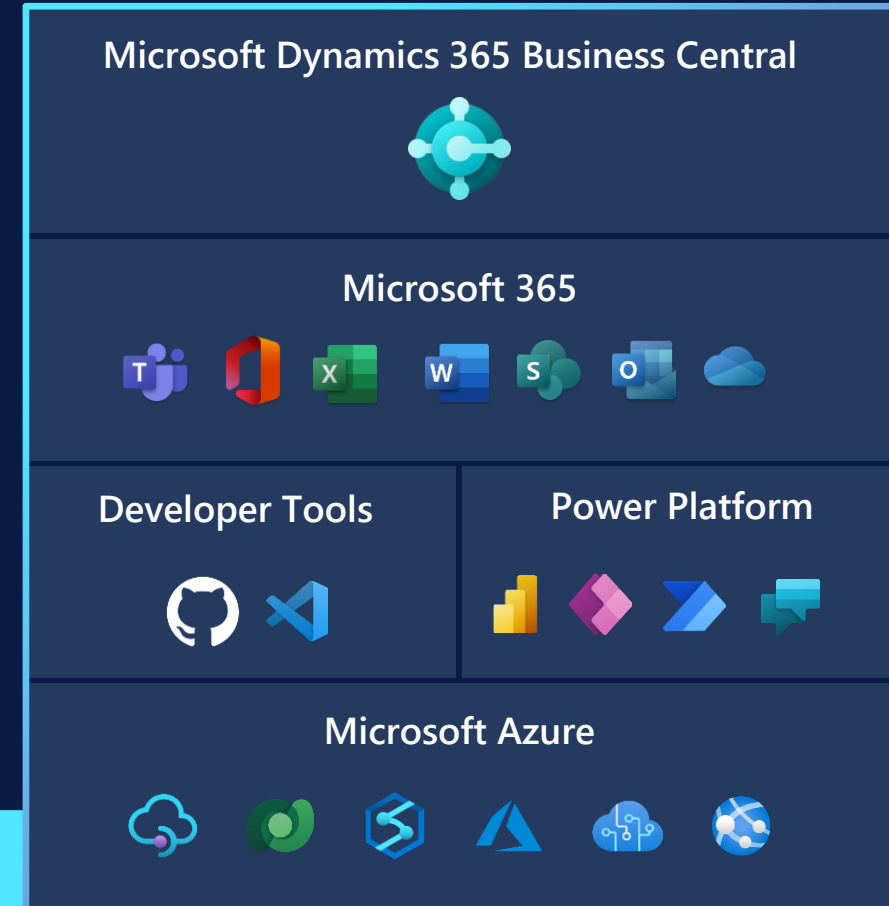 Microsoft Dynamics 365 Business Central
Microsoft 365
T
X
W
S
O
Developer Tools
Power Platform
Microsoft Azure